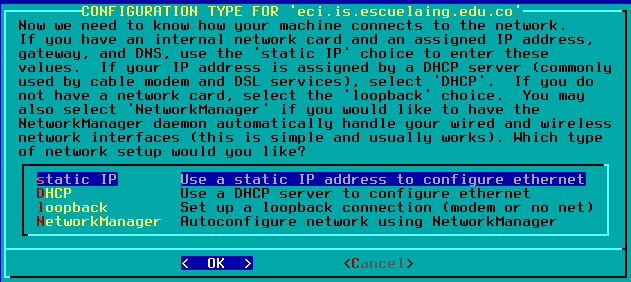 CONFIGURATION TYPE FOR 'eci.is.escuelaing.edu.co'
Now we need to know how your machine connects to the network.
If you have an internal network card and an assigned IP address,
gateway, and DNS, use the 'static IP' choice to enter these
values.  If your IP address is assigned by a DHCP server (commonly
used by cable modem and DSL services), select 'DHCP'.  If you do
not have a network card, select the 'loopback' choice.  You may
also select 'NetworkManager' if you would like to have the
NetworkManager daemon automatically handle your wired and wireless
network interfaces (this is simple and usually works). Which type
of network setup would you like?
static IP       Use a static IP address to configure ethernet
DHCP            Use a DHCP server to configure ethernet
loopback        Set up a loopback connection (modem or no net)
NetworkManager  Autoconfigure network using NetworkManager
<  OK  >        <Cancel>